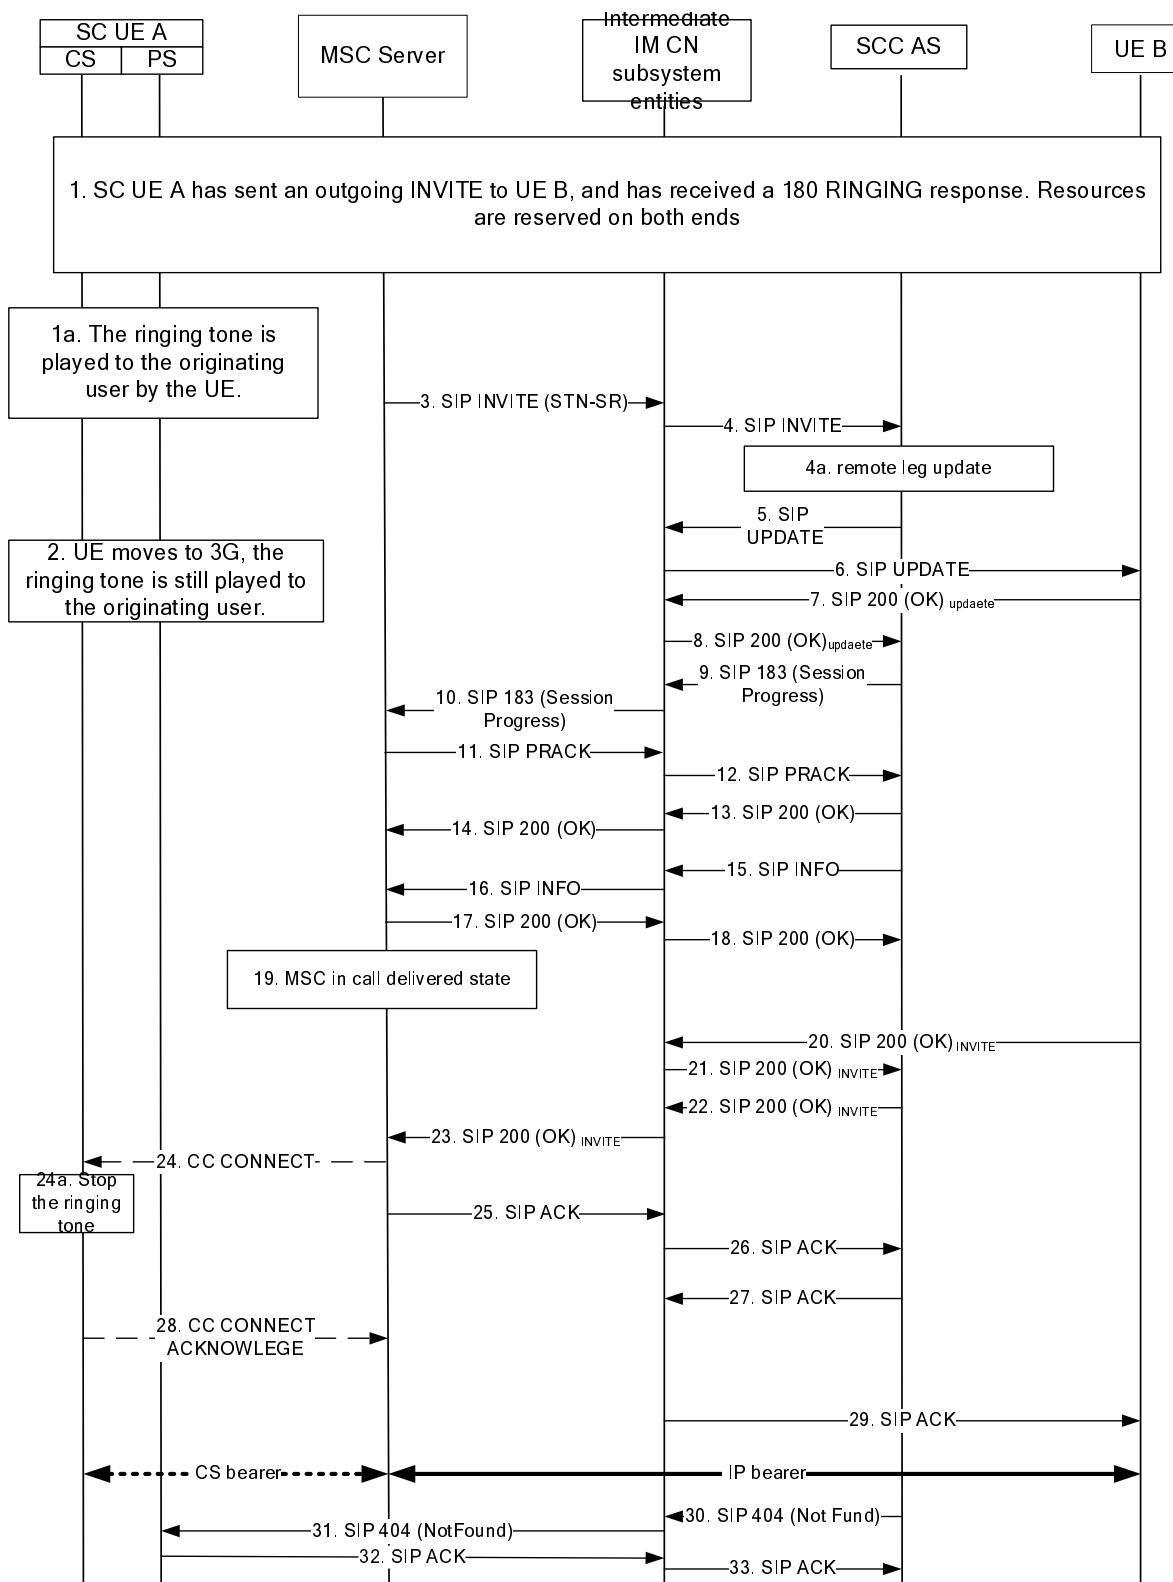 SC UE A
CS
PS
MSC Server
Intermediate
IM CN
subsystem
entities
SCC AS
UE B
1. SC UE A has sent an outgoing INVITE to UE B, and has received a 180 RINGING response. Resources
are reserved on both ends
1a. The ringing tone is
played to the originating
user by the UE.
3. SIP INVITE (STN-SR)
4. SIP INVITE
4a. remote leg update
5. SIP
UPDATE
2. UE moves to 3G, the
ringing tone is still played to
the originating user.
6. SIP UPDATE
7. SIP 200 (OK) updaete
8. SIP 200 (OK)updaete
9. SIP 183 (Session
Progress)
10. SIP 183 (Session
Progress)
11. SIP PRACK
12. SIP PRACK
13. SIP 200 (OK)
14. SIP 200 (OK)
15. SIP INFO
16. SIP INFO
17. SIP 200 (OK)
18. SIP 200 (OK)
19. MSC in call delivered state
20. SIP 200 (OK) INVITE
21. SIP 200 (OK) INVITE
22. SIP 200 (OK) INVITE
23. SIP 200 (OK) INVITE
24. CC CONNECT
24a. Stop
the ringing
tone
25. SIP ACK
26. SIP ACK
27. SIP ACK
28. CC CONNECT
ACKNOWLEGE
29. SIP ACK
CS bearer
IP bearer
30. SIP 404 (Not Fund)
31. SIP 404 (NotFound)
32. SIP ACK
33. SIP ACK